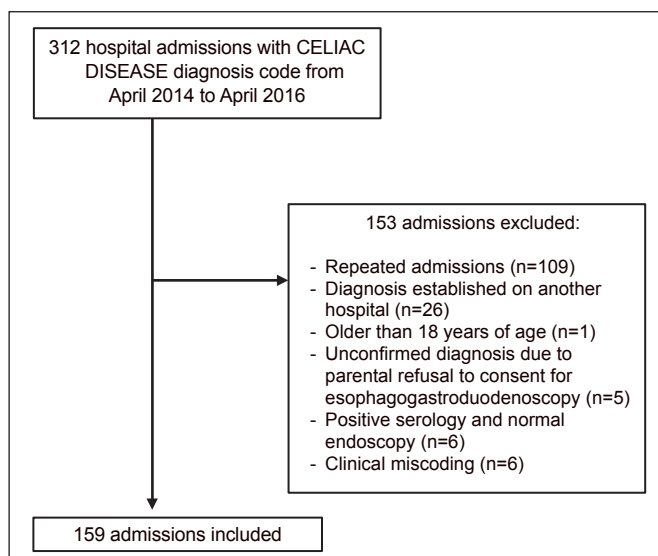 312 hospital admissions with CELIAC
DISEASE diagnosis code from
April 2014 to April 2016
153 admissions excluded:
- Repeated admissions (n=109)
- Diagnosis established on another
hospital (n=26)
- Older than 18 years of age (n=1)
- Unconfirmed diagnosis due to
parental refusal to consent for
esophagogastroduodenoscopy (n=5)
- Positive serology and normal
endoscopy (n=6)
- Clinical miscoding (n=6)
159 admissions included